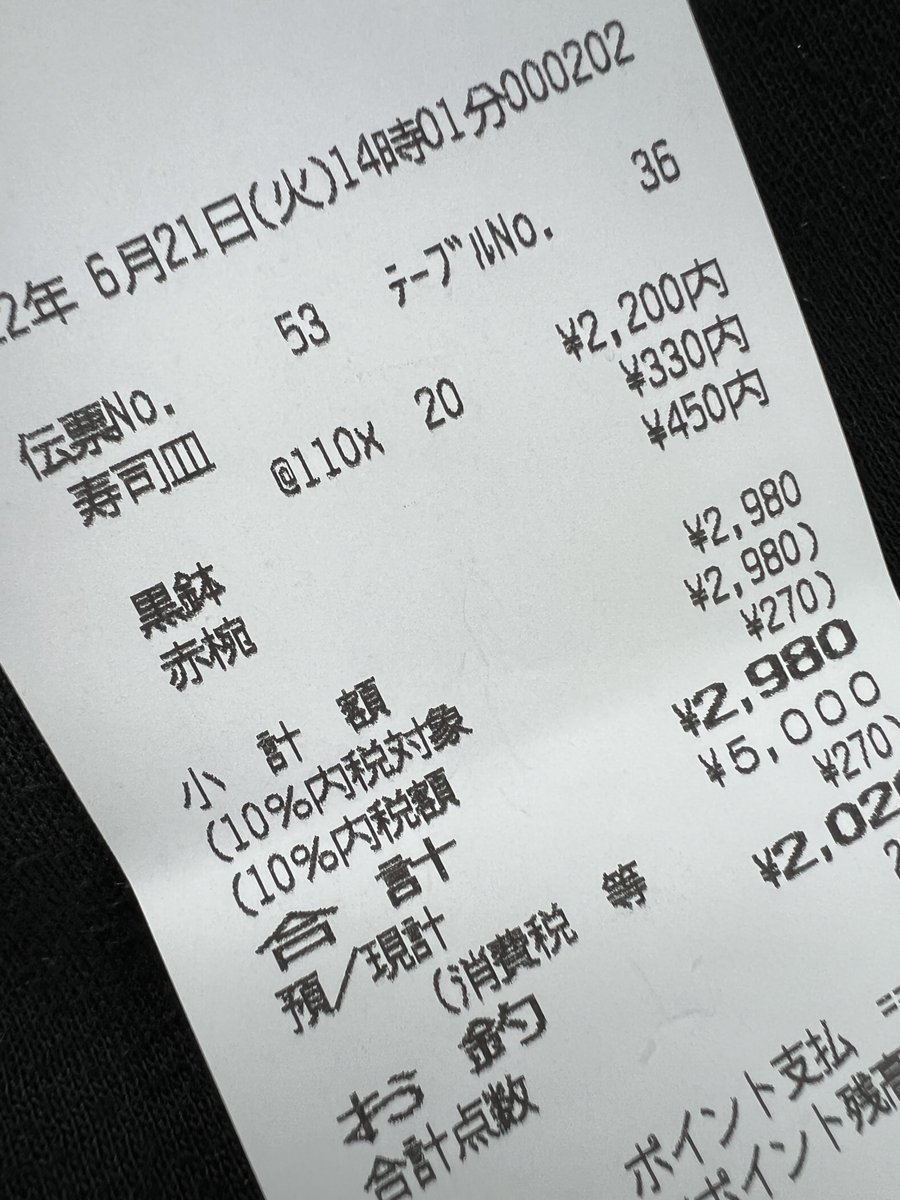 2年 6月21日(火)14時01分000202
伝票No. 53 テーブルNo. 36
寿司皿 @110x 20 ¥2,200内
黒鉢 ¥330内
赤椀 ¥450内
小計額 ¥2,980
(10%内税対象 ¥2,980)
(10%内税額 ¥270)
合計 ¥2,980
預/現計 ¥5,000
(消費税等 ¥270)
お釣 ¥2,02
合計点数 2
ポイント支払
ポイント残高